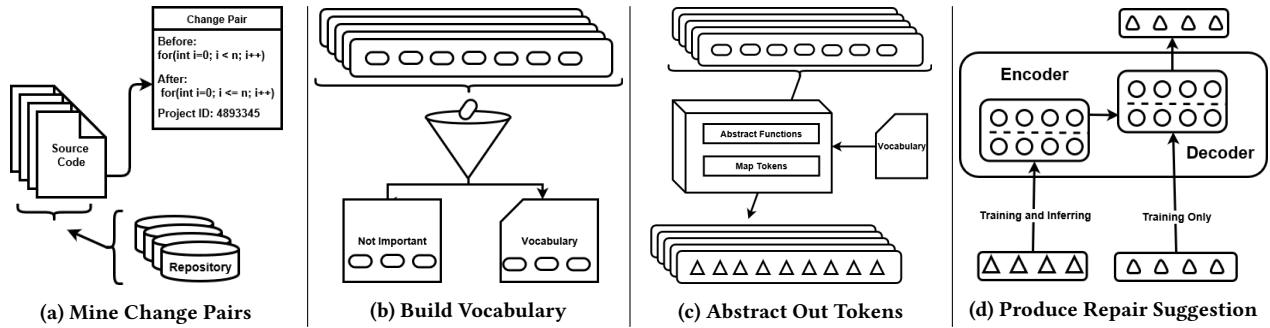 Change Pair
Before:
for(int i=0; i < n; i++)
After:
for(int i=0; i <= n; i++)
Project ID: 4893345
Source
Code
Repository
(a) Mine Change Pairs
Not Important
Vocabulary
(b) Build Vocabulary
Abstract Functions
Map Tokens
Vocabulary
(c) Abstract Out Tokens
Encoder
Decoder
Training and Inferring
Training Only
(d) Produce Repair Suggestion